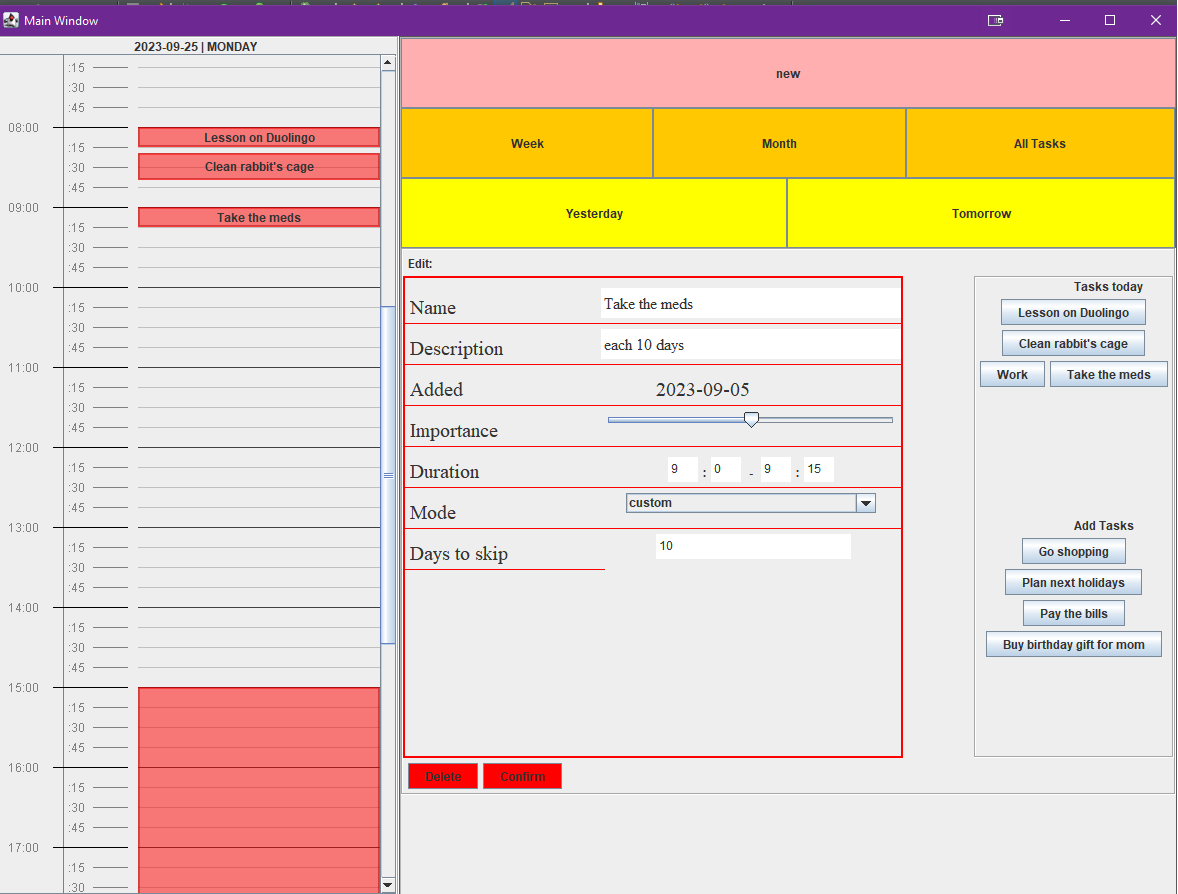 Main Window
2023-09-25 | MONDAY
:15
:30
:45
08:00
Lesson on Duolingo
:15
:30
Clean rabbit's cage
:45
09:00
Take the meds
:15
:30
:45
10:00
:15
:30
:45
11:00
:15
:30
:45
12:00
:15
:30
:45
13:00
:15
:30
:45
14:00
:15
:30
:45
15:00
:15
:30
:45
16:00
:15
:30
:45
17:00
:15
:30
new
Week Month All Tasks
Yesterday Tomorrow
Edit:
Name Take the meds
Description each 10 days
Added 2023-09-05
Importance
Duration 9 : 0 - 9 : 15
Mode custom
Days to skip 10
Delete Confirm
Tasks today
Lesson on Duolingo
Clean rabbit's cage
Work Take the meds
Add Tasks
Go shopping
Plan next holidays
Pay the bills
Buy birthday gift for mom